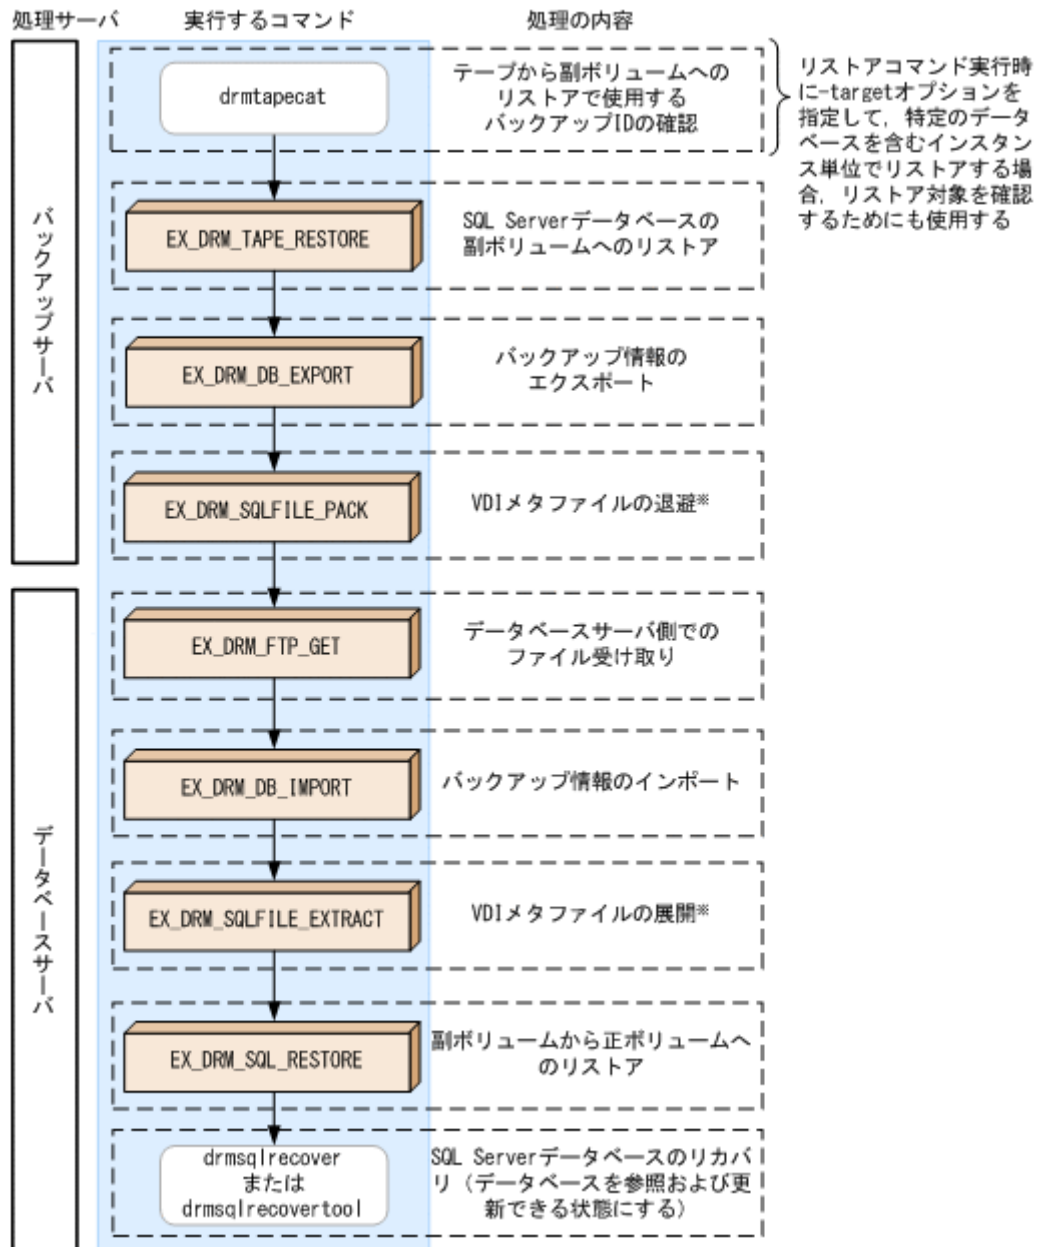 処理サーバ 実行するコマンド 処理の内容
バックアップサーバ
drmtapecat
テープから副ボリュームへの
リストアで使用する
バックアップIDの確認
リストアコマンド実行時
に-targetオプションを
指定して，特定のデータ
ベースを含むインスタン
ス単位でリストアする場
合，リストア対象を確認
するためにも使用する
EX_DRM_TAPE_RESTORE
SQL Serverデータベースの
副ボリュームへのリストア
EX_DRM_DB_EXPORT
バックアップ情報の
エクスポート
EX_DRM_SQLFILE_PACK
VDIメタファイルの退避※
データベースサーバ
EX_DRM_FTP_GET
データベースサーバ側での
ファイル受け取り
EX_DRM_DB_IMPORT
バックアップ情報のインポート
EX_DRM_SQLFILE_EXTRACT
VDIメタファイルの展開※
EX_DRM_SQL_RESTORE
副ボリュームから正ボリュームへ
のリストア
drmsqlrecover
または
drmsqlrecovertool
SQL Serverデータベースのリカバ
リ（データベースを参照および更
新できる状態にする）